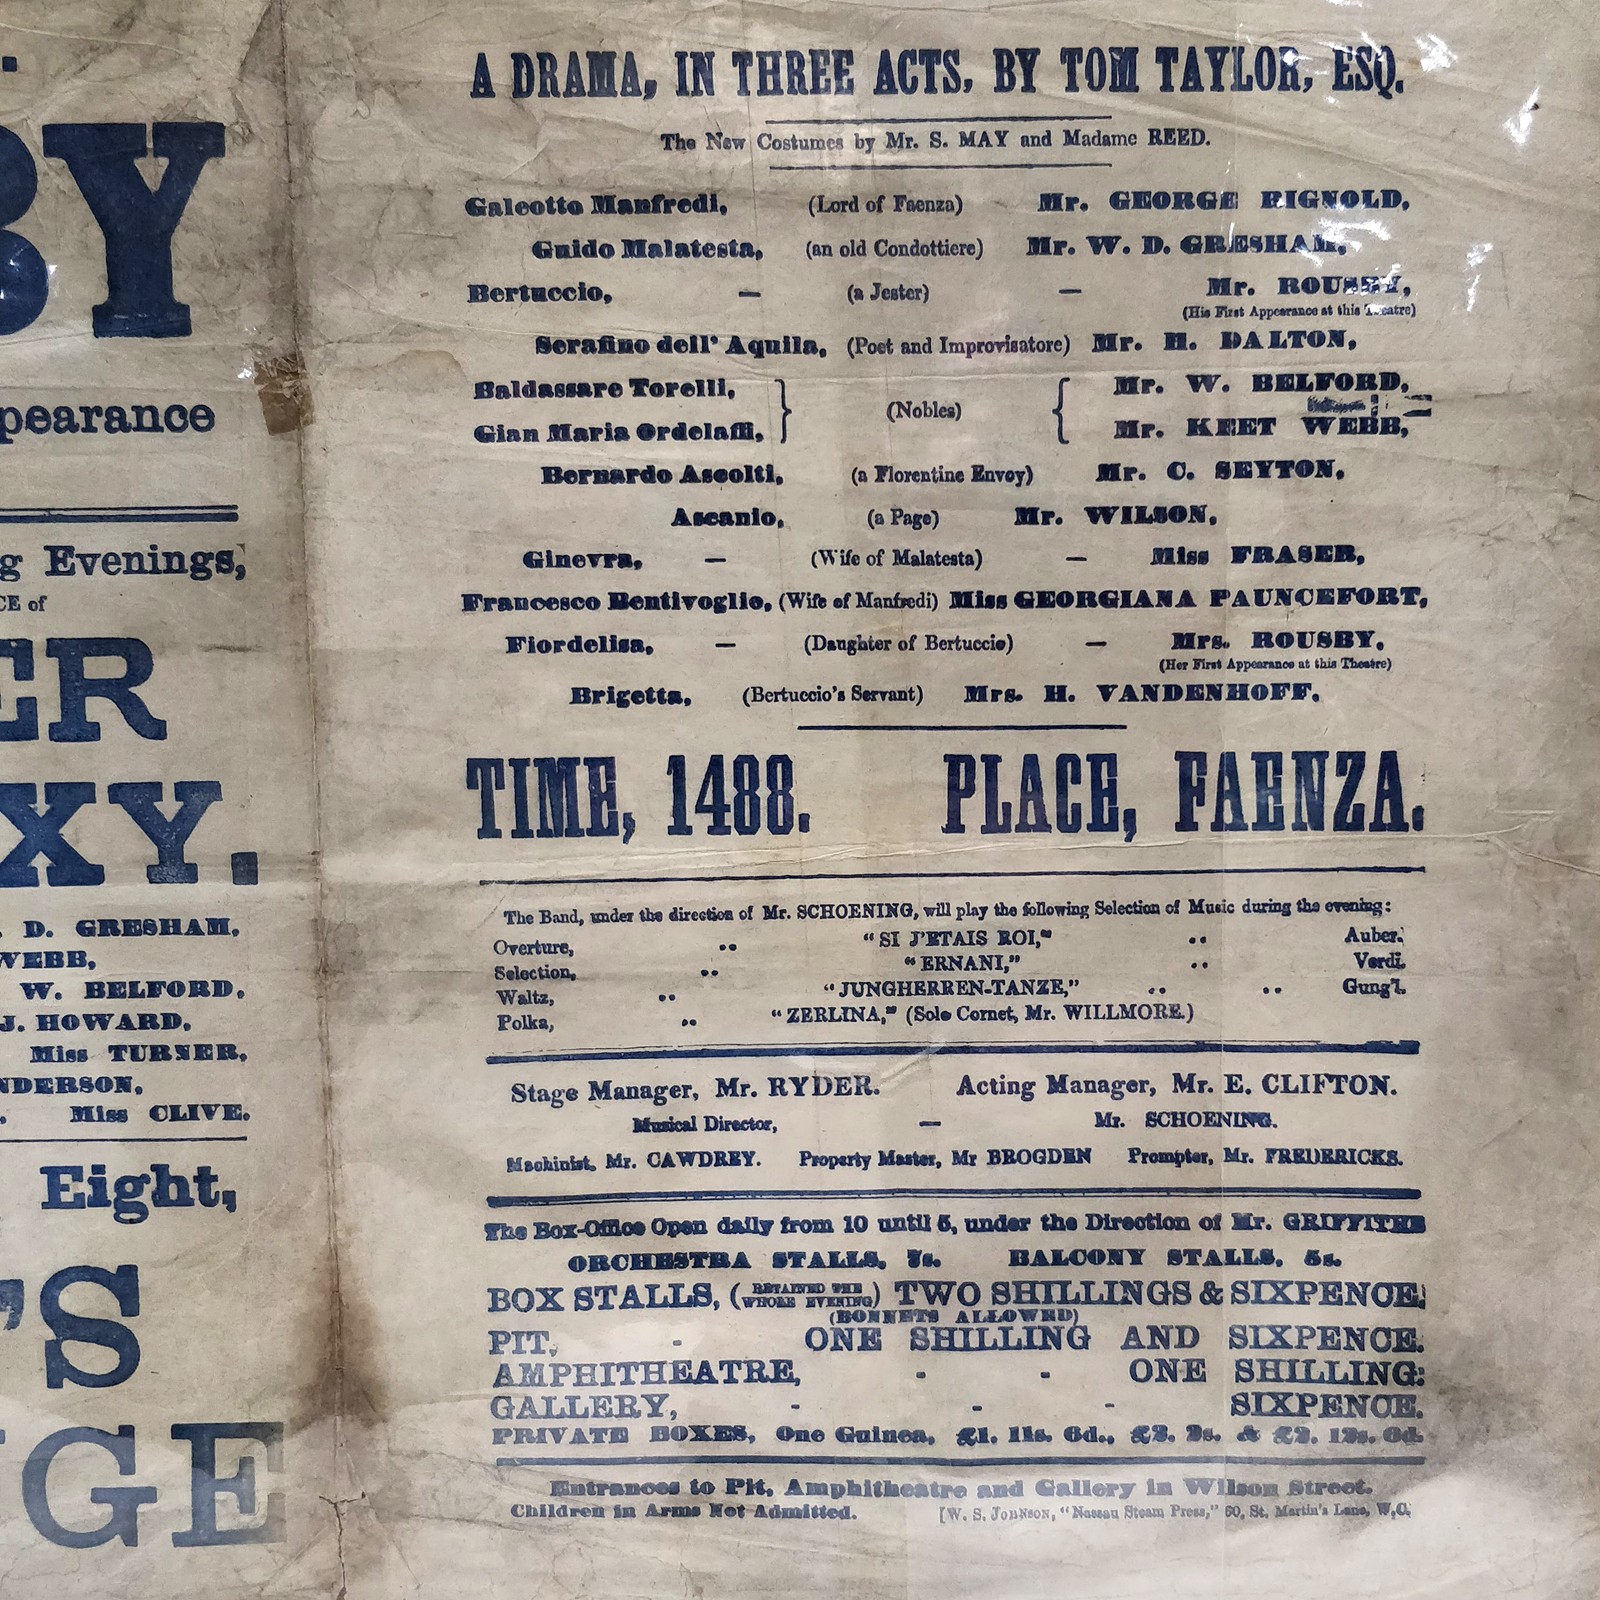 BY
pearance
g Evenings,
CE of
ER
XY.
D. GRESHAM,
WEBB,
W. BELFORD,
J. HOWARD,
Miss TURNER,
NDERSON,
Miss CLIVE.
Eight,
'S
GE
A DRAMA, IN THREE ACTS, BY TOM TAYLOR, ESQ.
The New Costumes by Mr. S. MAY and Madame REED.
Galeotto Manfredi, (Lord of Faenza) Mr. GEORGE RIGNOLD,
Guido Malatesta, (an old Condottiere) Mr. W. D. GRESHAM,
Bertuccio, — (a Jester) — Mr. ROUSBY,
(His First Appearance at this Theatre)
Serafino dell' Aquila, (Poet and Improvisatore) Mr. H. DALTON,
Baldassare Torelli, } (Nobles) { Mr. W. BELFORD,
Gian Maria Ordelaffi, Mr. KEET WEBB,
Bernardo Ascolti, (a Florentine Envoy) Mr. C. SEYTON,
Ascanio, (a Page) Mr. WILSON,
Ginevra, — (Wife of Malatesta) — Miss FRASER,
Francesco Bentivoglio, (Wife of Manfredi) Miss GEORGIANA PAUNCEFORT,
Fiordelisa, — (Daughter of Bertuccio) — Mrs. ROUSBY,
(Her First Appearance at this Theatre)
Brigetta, (Bertuccio's Servant) Mrs. H. VANDENHOFF.
TIME, 1488. PLACE, FAENZA.
The Band, under the direction of Mr. SCHOENING, will play the following Selection of Music during the evening:
Overture, .. "SI J'ETAIS ROI," .. Auber.
Selection, .. "ERNANI," .. Verdi.
Waltz, .. "JUNGHERREN-TANZE," .. .. Gung'l.
Polka, .. "ZERLINA," (Solo Cornet, Mr. WILLMORE.)
Stage Manager, Mr. RYDER. Acting Manager, Mr. E. CLIFTON.
Musical Director, — Mr. SCHOENING.
Machinist, Mr. CAWDREY. Property Master, Mr BROGDEN Prompter, Mr. FREDERICKS.
The Box-Office Open daily from 10 until 5, under the Direction of Mr. GRIFFITHS
ORCHESTRA STALLS, 7s. BALCONY STALLS, 5s.
BOX STALLS, (RETAINED THE WHOLE EVENING) TWO SHILLINGS & SIXPENCE.
(BONNETS ALLOWED)
PIT, - ONE SHILLING AND SIXPENCE.
AMPHITHEATRE, - - ONE SHILLING.
GALLERY, - - - SIXPENCE.
PRIVATE BOXES, One Guinea, £1. 11s. 6d., £2. 2s. & £2. 12s. 6d.
Entrances to Pit, Amphitheatre and Gallery in Wilson Street.
Children in Arms Not Admitted. [W. S. JOHNSON, "Nassau Steam Press," 60, St. Martin's Lane, W.C.